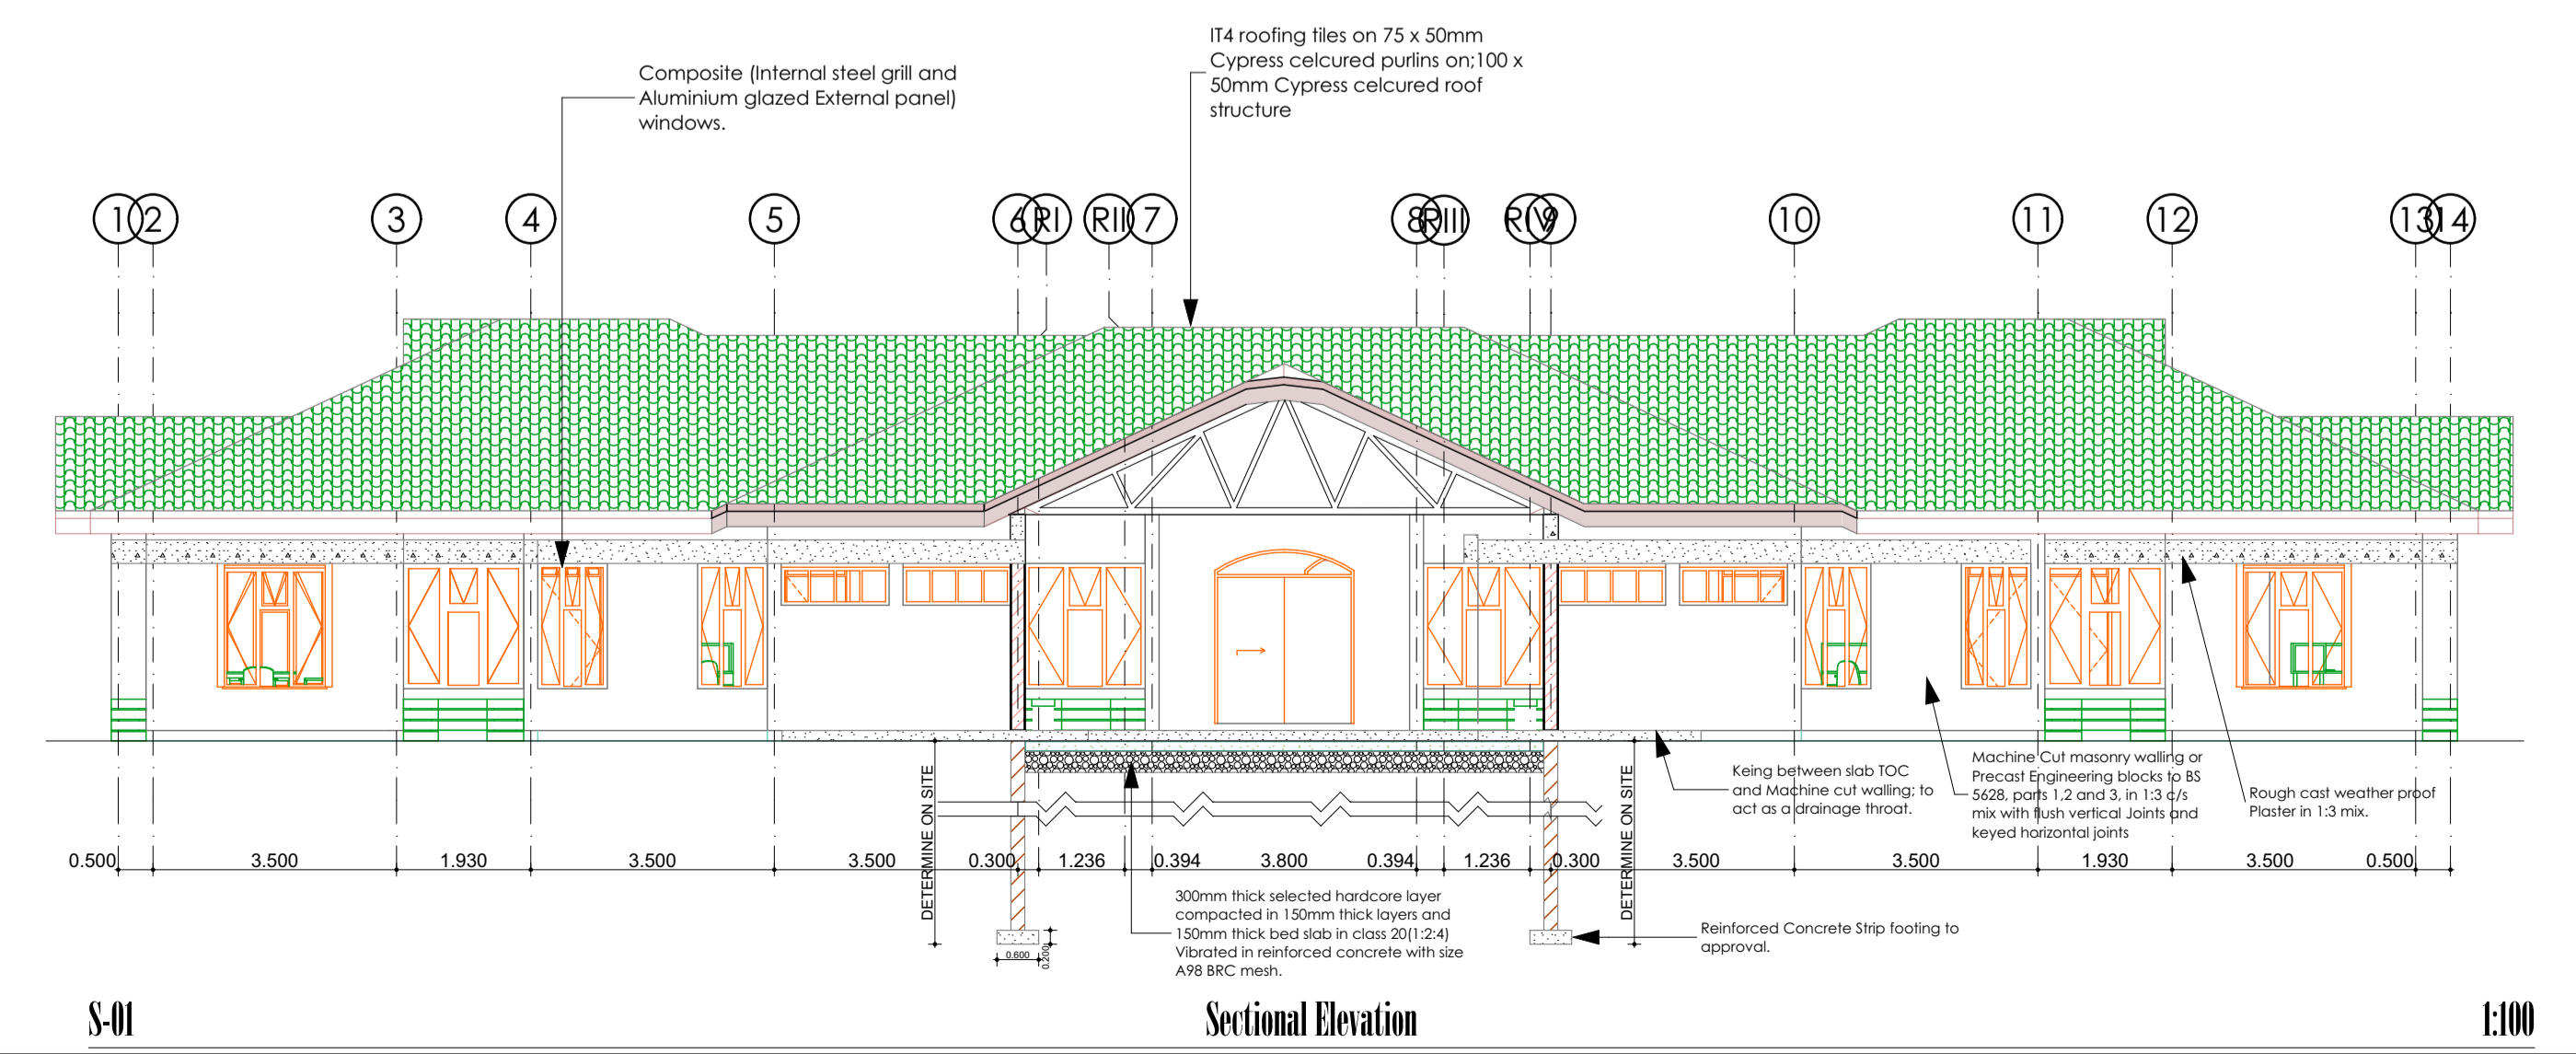 IT4 roofing tiles on 75 x 50mm
Cypress celcured purlins on;100 x
50mm Cypress celcured roof
structure
Composite (Internal steel grill and
Aluminium glazed External panel)
windows.
1 2 3 4 5 6 RI RII 7 8 RIII RIV 9 10 11 12 13 14
DETERMINE ON SITE
DETERMINE ON SITE
Keing between slab TOC
and Machine cut walling; to
act as a drainage throat.
Machine Cut masonry walling or
Precast Engineering blocks to BS
5628, parts 1,2 and 3, in 1:3 c/s
mix with flush vertical Joints and
keyed horizontal joints
Rough cast weather proof
Plaster in 1:3 mix.
0.500 3.500 1.930 3.500 3.500 0.300 1.236 0.394 3.800 0.394 1.236 0.300 3.500 3.500 1.930 3.500 0.500
300mm thick selected hardcore layer
compacted in 150mm thick layers and
150mm thick bed slab in class 20(1:2:4)
Vibrated in reinforced concrete with size
A98 BRC mesh.
0.600
0.200
Reinforced Concrete Strip footing to
approval.
S-01 Sectional Elevation 1:100